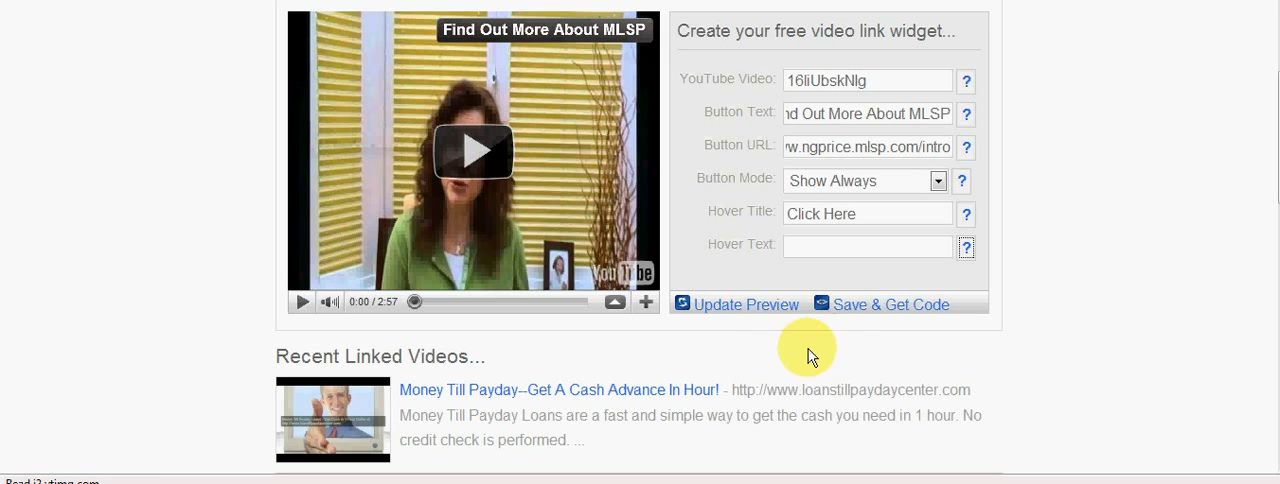 Find Out More About MLSP
YouTube
0:00 / 2:57
Create your free video link widget...
YouTube Video: 16liUbskNlg ?
Button Text: nd Out More About MLSP ?
Button URL: w.ngprice.mlsp.com/intro ?
Button Mode: Show Always ?
Hover Title: Click Here ?
Hover Text: ?
Update Preview Save & Get Code
Recent Linked Videos...
Money Till Payday--Get A Cash Advance In Hour! - http://www.loanstillpaydaycenter.com
Money Till Payday Loans are a fast and simple way to get the cash you need in 1 hour. No
credit check is performed. ...
Read i2.ytimg.com